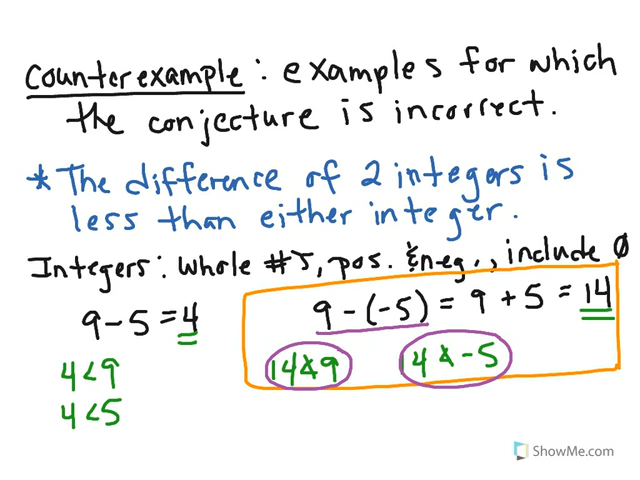 Counterexample: examples for which
the conjecture is incorrect.
* The difference of 2 integers is
less than either integer.
Integers: whole #s, pos. & neg., include Ø
9 - 5 = 4
4 < 9
4 < 5
9 - (-5) = 9 + 5 = 14
14 ≮ 9 14 ≮ -5
ShowMe.com